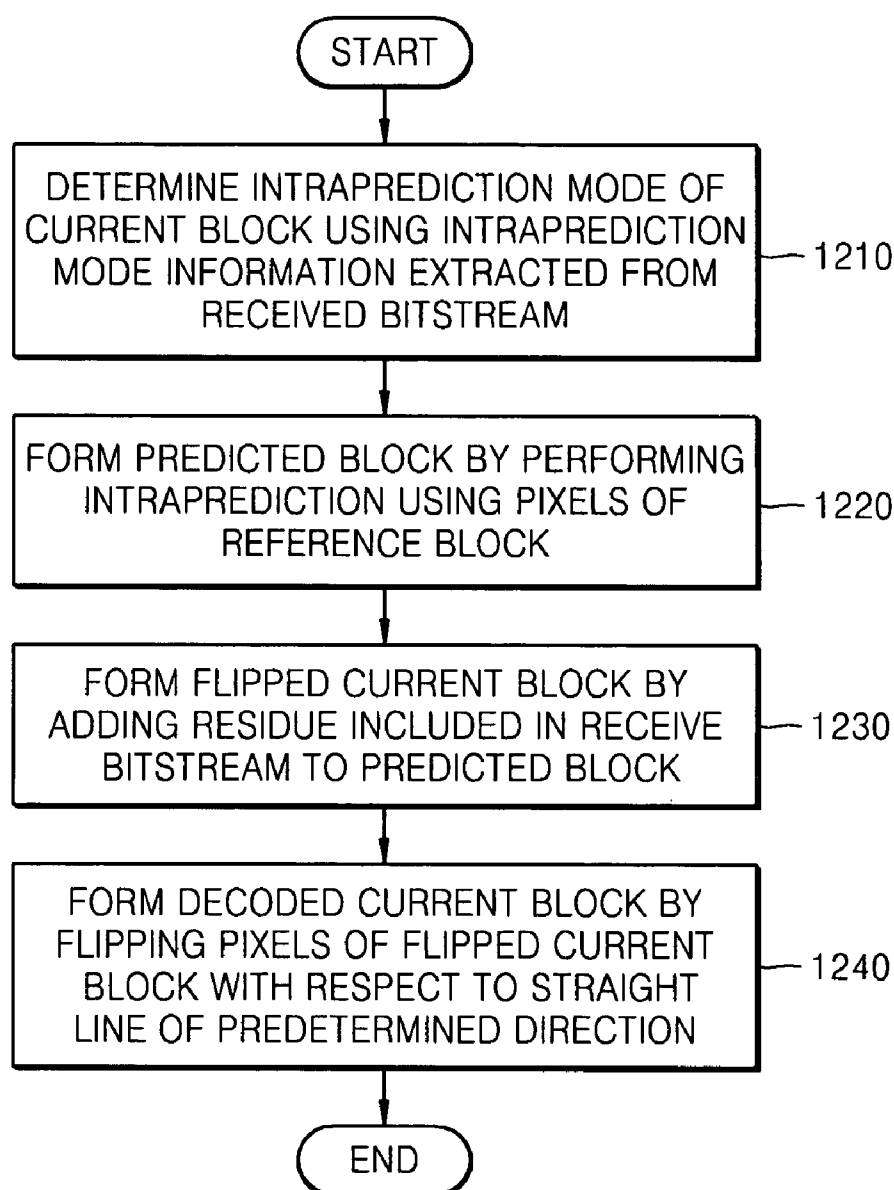 START
DETERMINE INTRAPREDICTION MODE OF
CURRENT BLOCK USING INTRAPREDICTION
MODE INFORMATION EXTRACTED FROM
RECEIVED BITSTREAM
1210
FORM PREDICTED BLOCK BY PERFORMING
INTRAPREDICTION USING PIXELS OF
REFERENCE BLOCK
1220
FORM FLIPPED CURRENT BLOCK BY
ADDING RESIDUE INCLUDED IN RECEIVE
BITSTREAM TO PREDICTED BLOCK
1230
FORM DECODED CURRENT BLOCK BY
FLIPPING PIXELS OF FLIPPED CURRENT
BLOCK WITH RESPECT TO STRAIGHT
LINE OF PREDETERMINED DIRECTION
1240
END